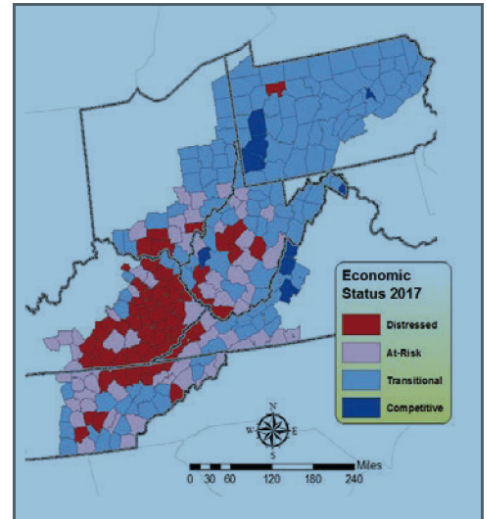 Economic
Status 2017
Distressed
At-Risk
Transitional
Competitive
N
W E
S
Miles
0 30 60 120 180 240